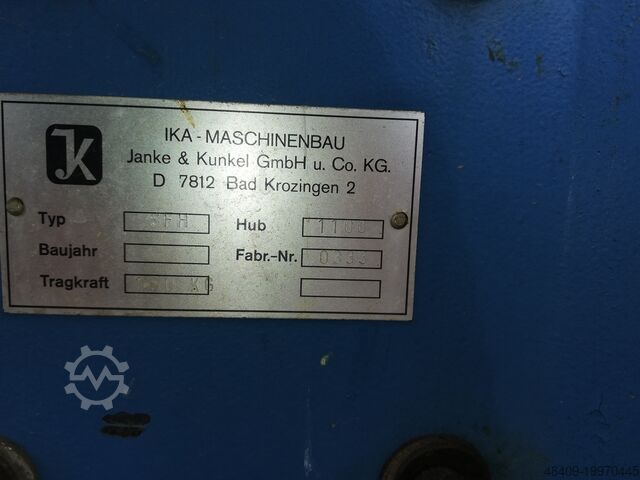 IKA - MASCHINENBAU
Janke & Kunkel GmbH u. Co. KG.
D 7812 Bad Krozingen 2
Typ Hub 1100
Baujahr Fabr.-Nr.
Tragkraft KG
48409-19970445